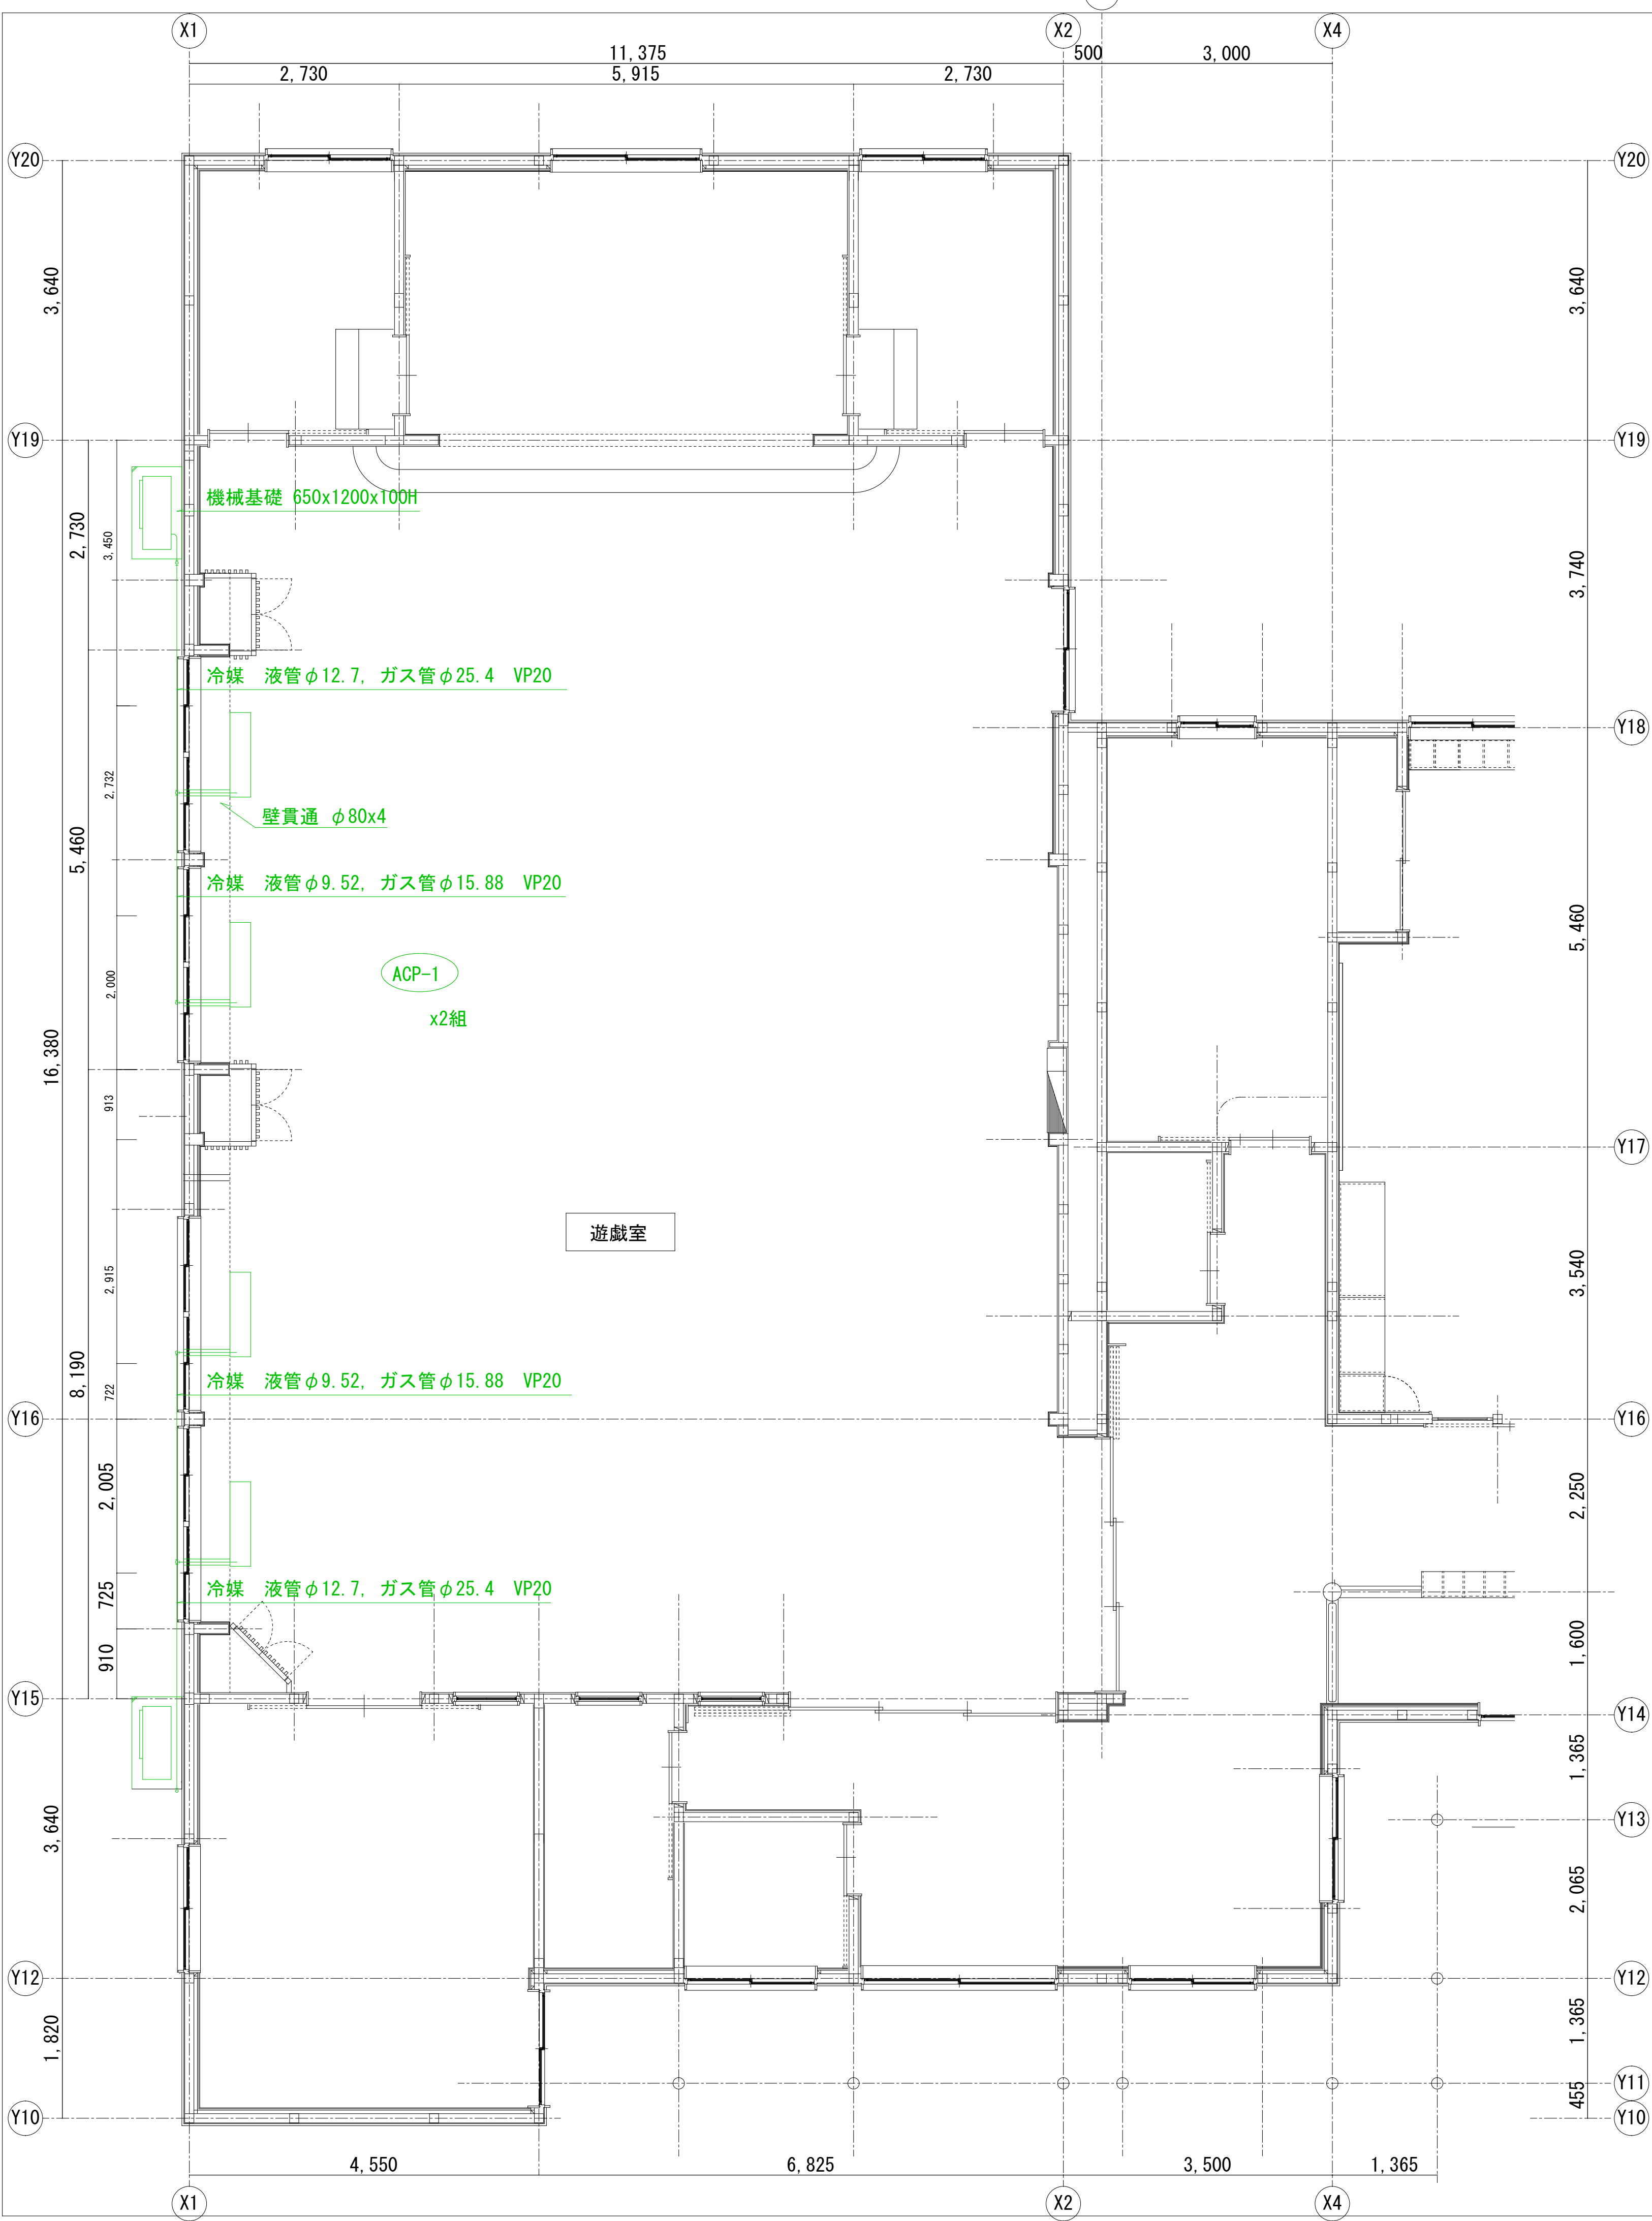 X1
X2
X4
11,375
500
3,000
2,730
5,915
2,730
Y20
Y20
3,640
3,640
Y19
Y19
機械基礎 650x1200x100H
2,730
3,450
3,740
冷媒　液管φ12.7, ガス管φ25.4　VP20
Y18
2,732
壁貫通 φ80x4
5,460
冷媒　液管φ9.52, ガス管φ15.88　VP20
5,460
ACP-1
2,000
x2組
16,380
913
Y17
遊戯室
2,915
3,540
8,190
722
冷媒　液管φ9.52, ガス管φ15.88　VP20
Y16
Y16
2,005
2,250
725
冷媒　液管φ12.7, ガス管φ25.4　VP20
910
1,600
Y15
Y14
1,365
3,640
Y13
2,065
Y12
Y12
1,820
1,365
Y11
455
Y10
Y10
4,550
6,825
3,500
1,365
X1
X2
X4